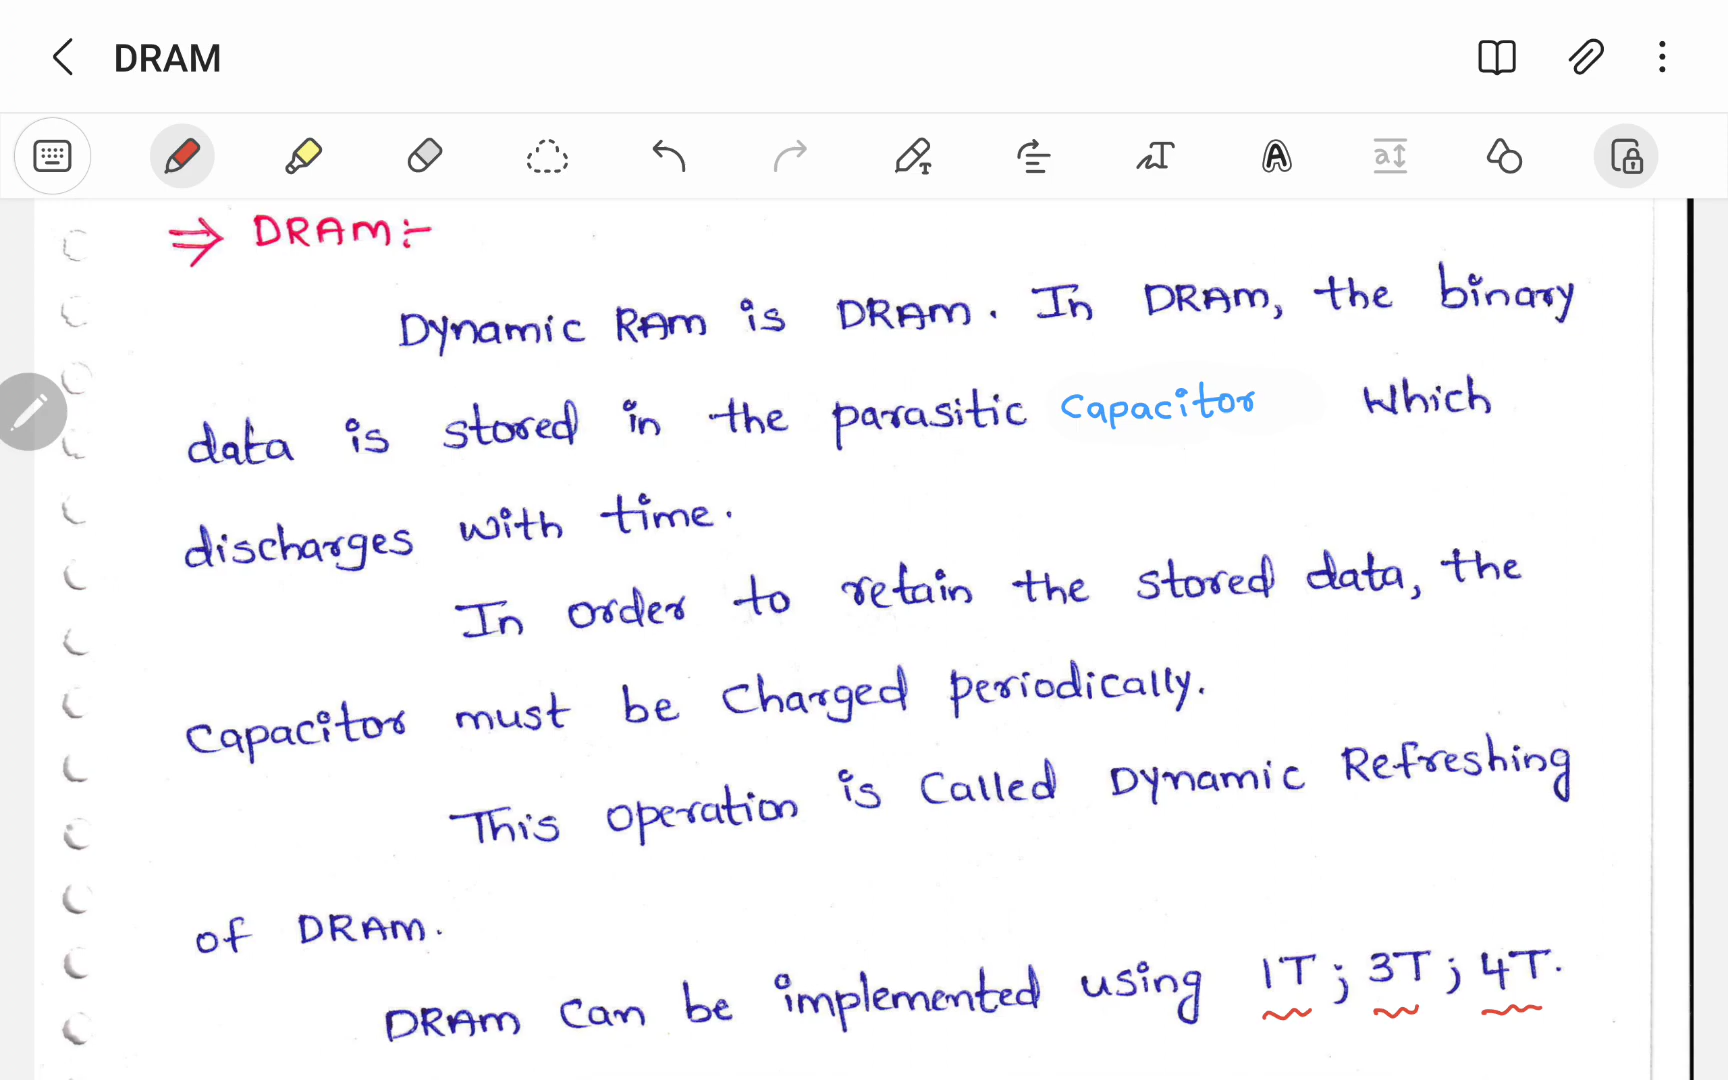 DRAM
⇒ DRAM:-
Dynamic RAM is DRAM. In DRAM, the binary
data is stored in the parasitic Capacitor which
discharges with time.
In order to retain the stored data, the
Capacitor must be Charged periodically.
This operation is Called Dynamic Refreshing
of DRAM.
DRAM Can be implemented using 1T; 3T; 4T.